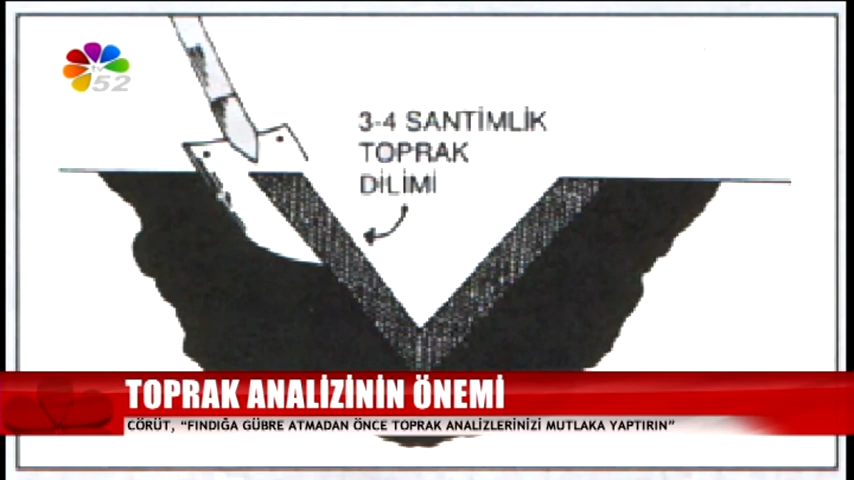 TV
52
3-4 SANTİMLİK
TOPRAK
DİLİMİ
TOPRAK ANALİZİNİN ÖNEMİ
CÖRÜT, “FINDIĞA GÜBRE ATMADAN ÖNCE TOPRAK ANALİZLERİNİZİ MUTLAKA YAPTIRIN”